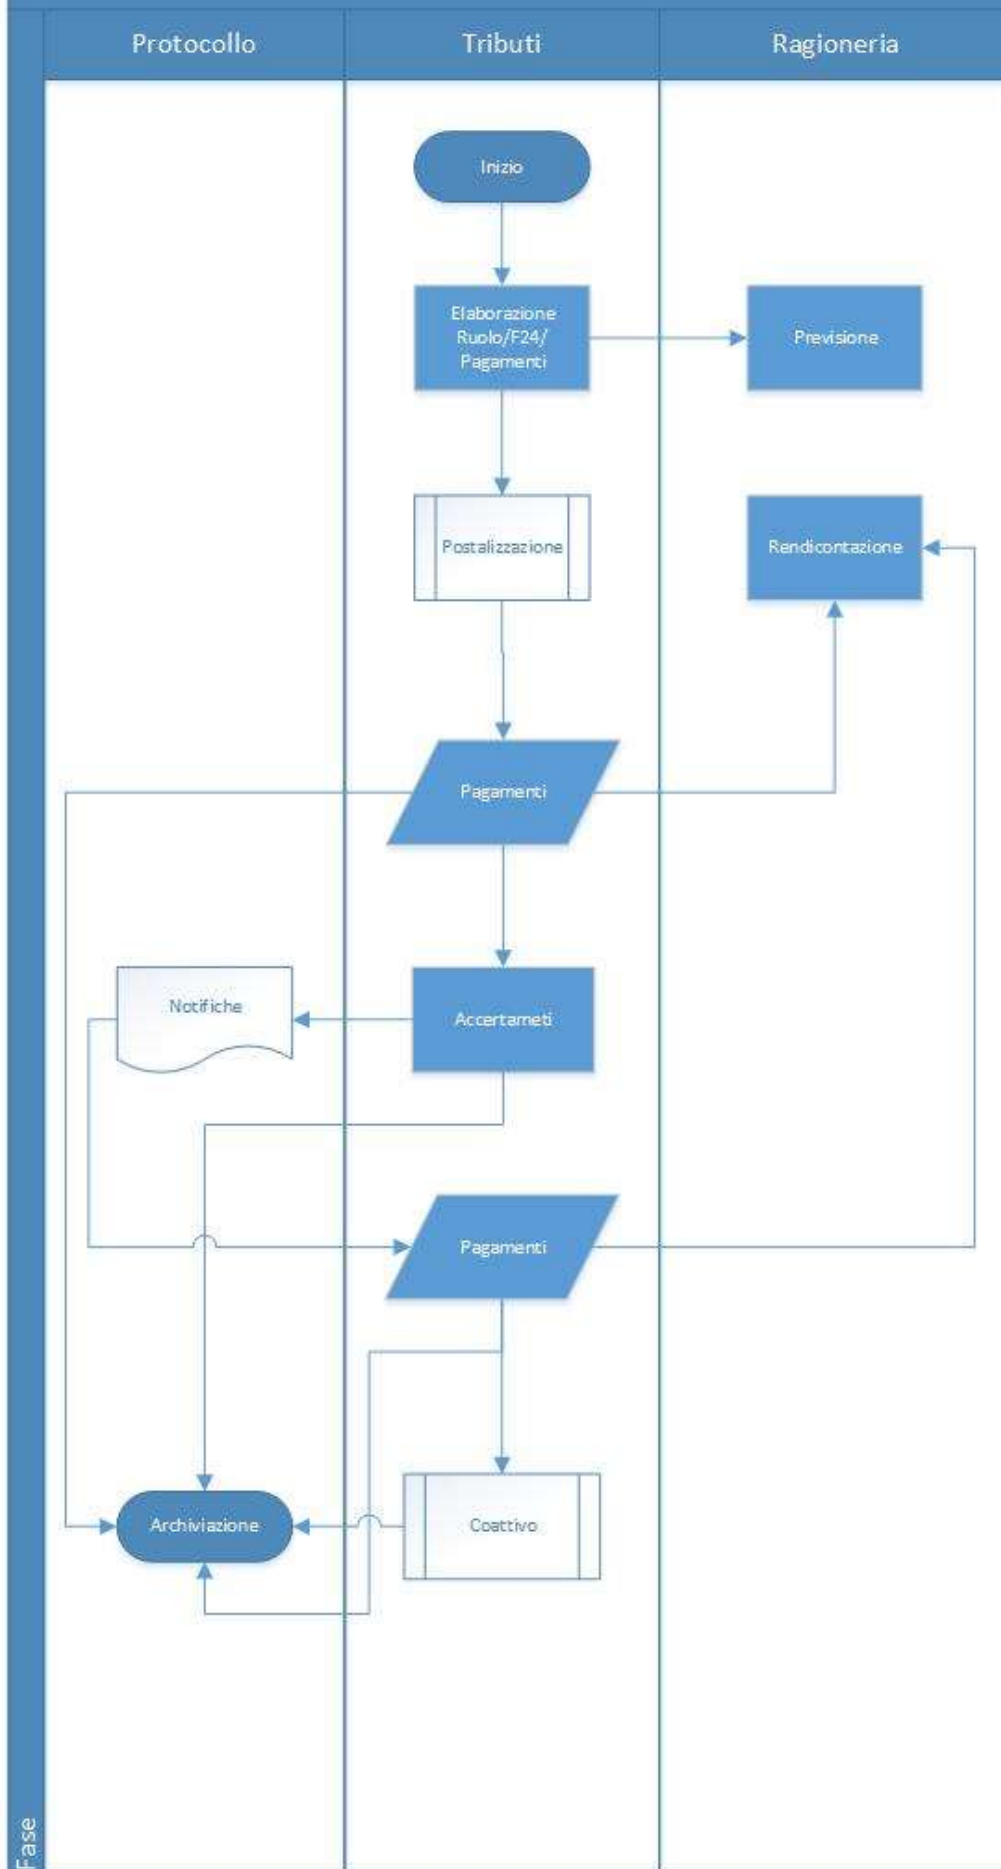 Protocollo
Tributi
Ragioneria
Inizio
Elaborazione
Ruolo/F24/
Pagamenti
Previsione
Postalizzazione
Rendicontazione
Pagamenti
Notifiche
Accertameti
Pagamenti
Archiviazione
Coattivo
Fase